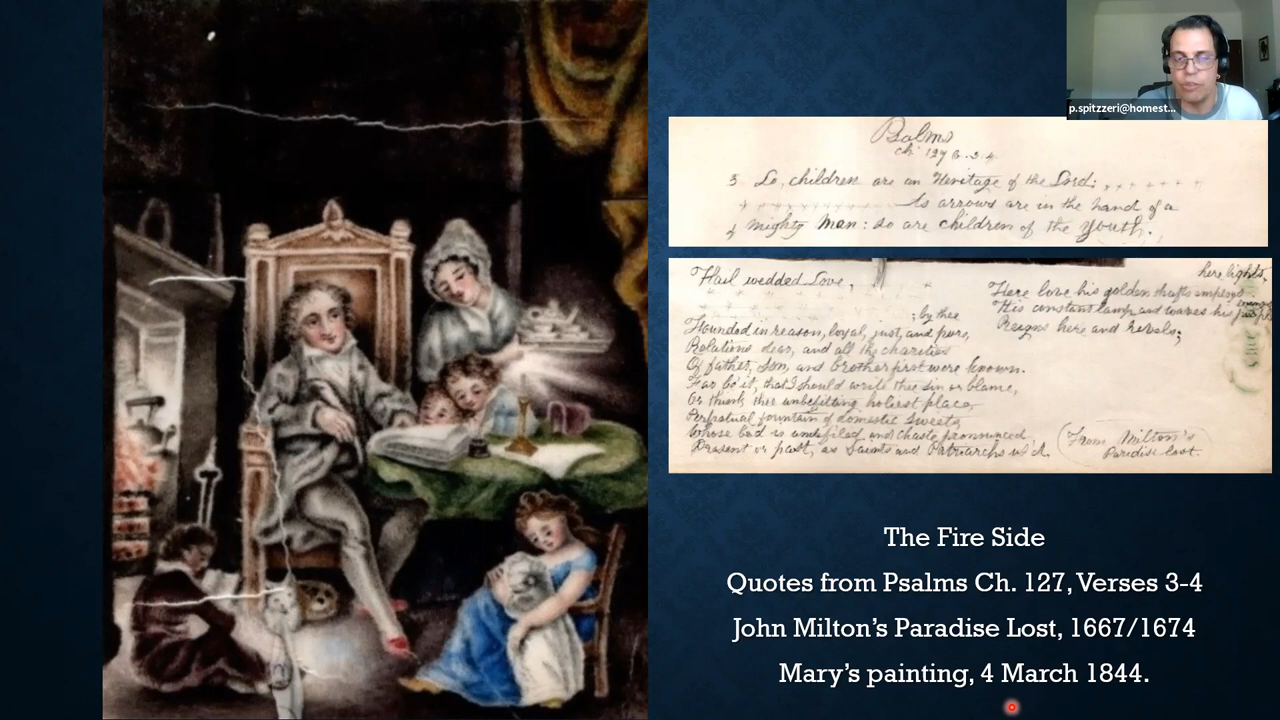 p.spitzzeri@homest...
Psalms
ch 127 v. 3-4
3 Lo, children are an Heritage of the Lord:
As arrows are in the hand of a
4 mighty Man: so are children of the youth.
Hail wedded Love,
; by thee
Founded in reason, loyal, just, and pure,
Relations dear, and all the charities
Of father, Son, and Brother first were known.
Far be it, that I should write thee sin or blame,
Or think thee unbefitting holiest place,
Perpetual fountain of domestic sweets
Whose bed is undefiled and chaste pronounced,
Present or past, as Saints and Patriarchs us'd.
here lights,
Here love his golden shafts employs
His constant lamp, and waves his
Reigns here and revels;
From Milton's
Paradise lost.
The Fire Side
Quotes from Psalms Ch. 127, Verses 3-4
John Milton's Paradise Lost, 1667/1674
Mary's painting, 4 March 1844.